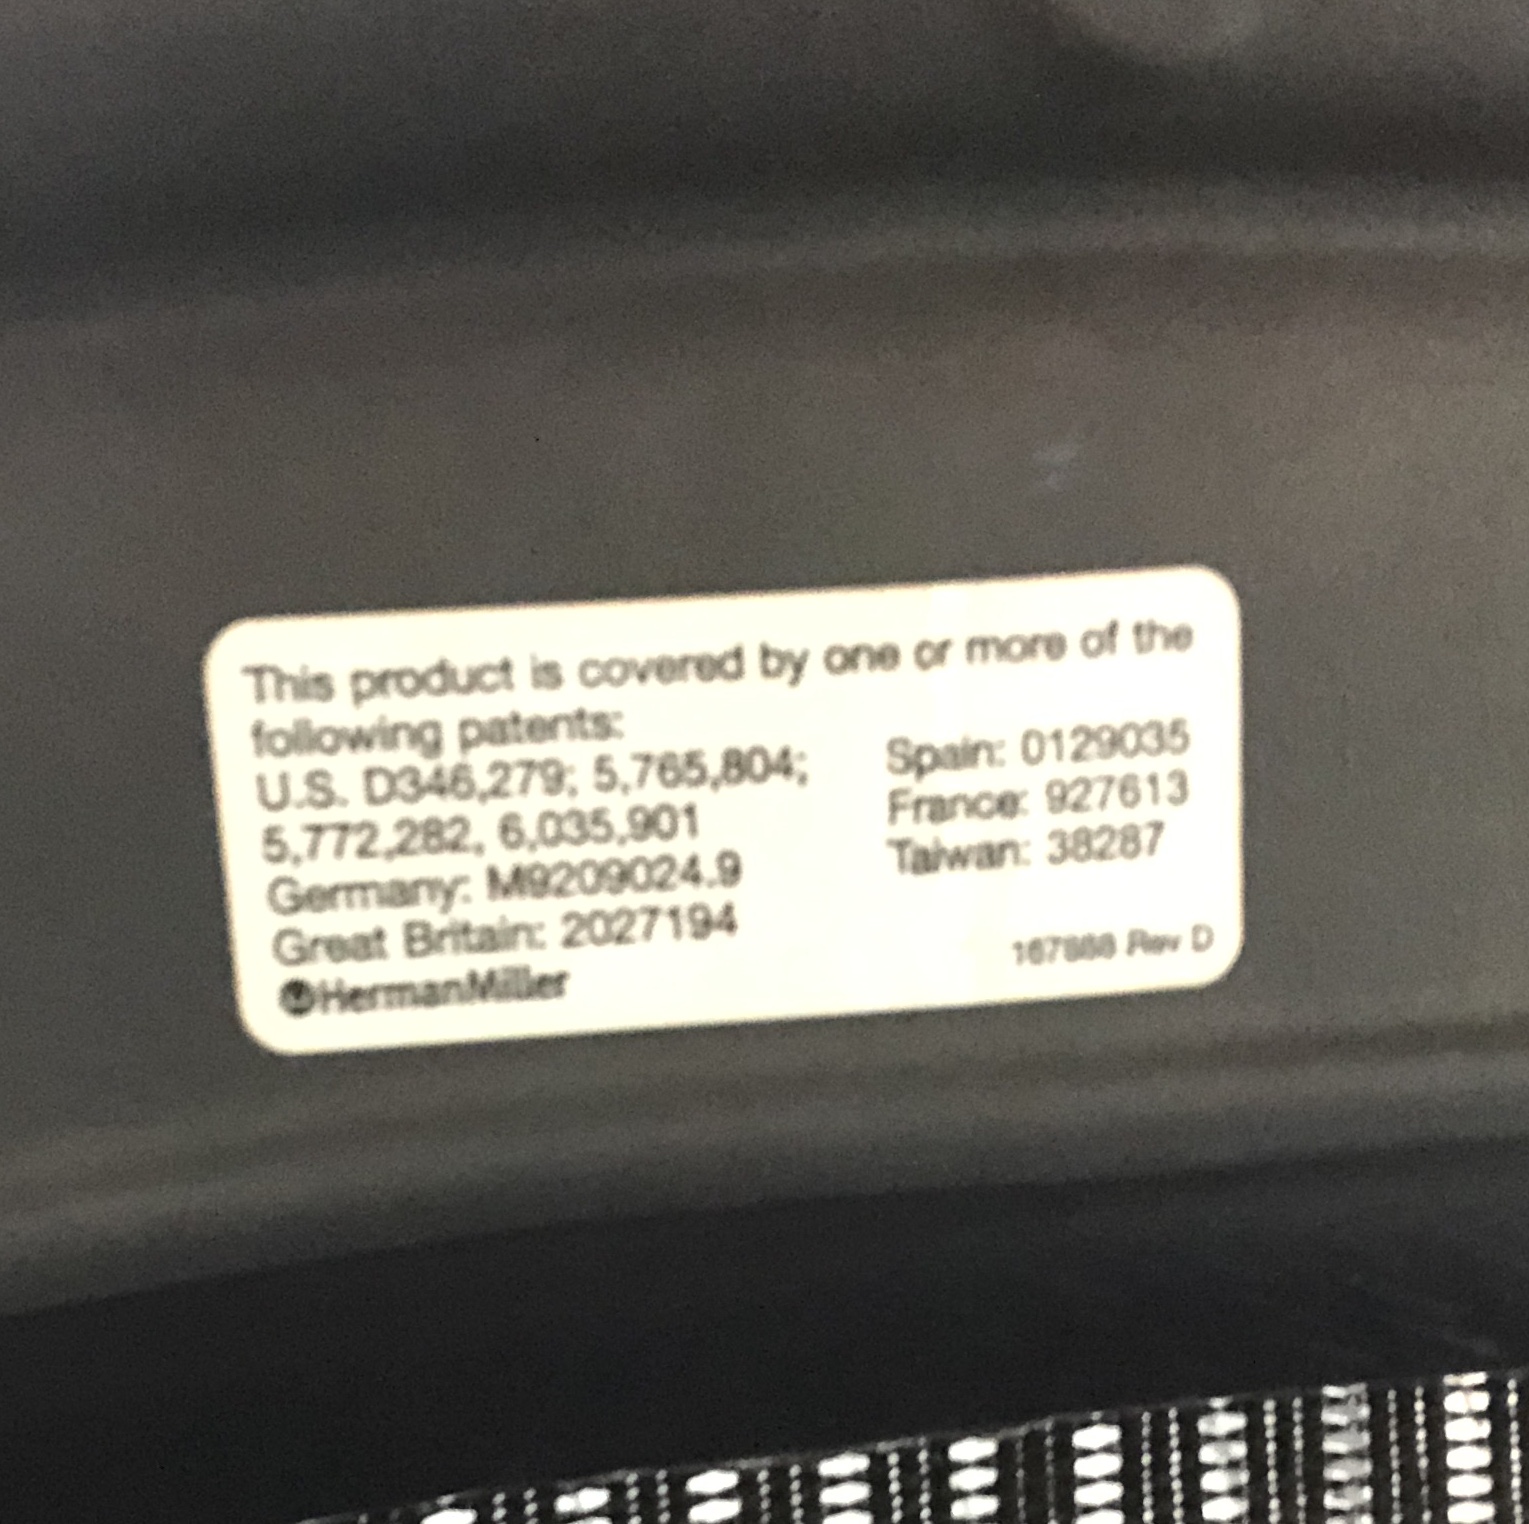 This product is covered by one or more of the
following patents:
U.S. D346,279; 5,765,804;
5,772,282, 6,035,901
Germany: M9209024.9
Great Britain: 2027194
HermanMiller
Spain: 0129035
France: 927613
Taiwan: 38287
Rev D